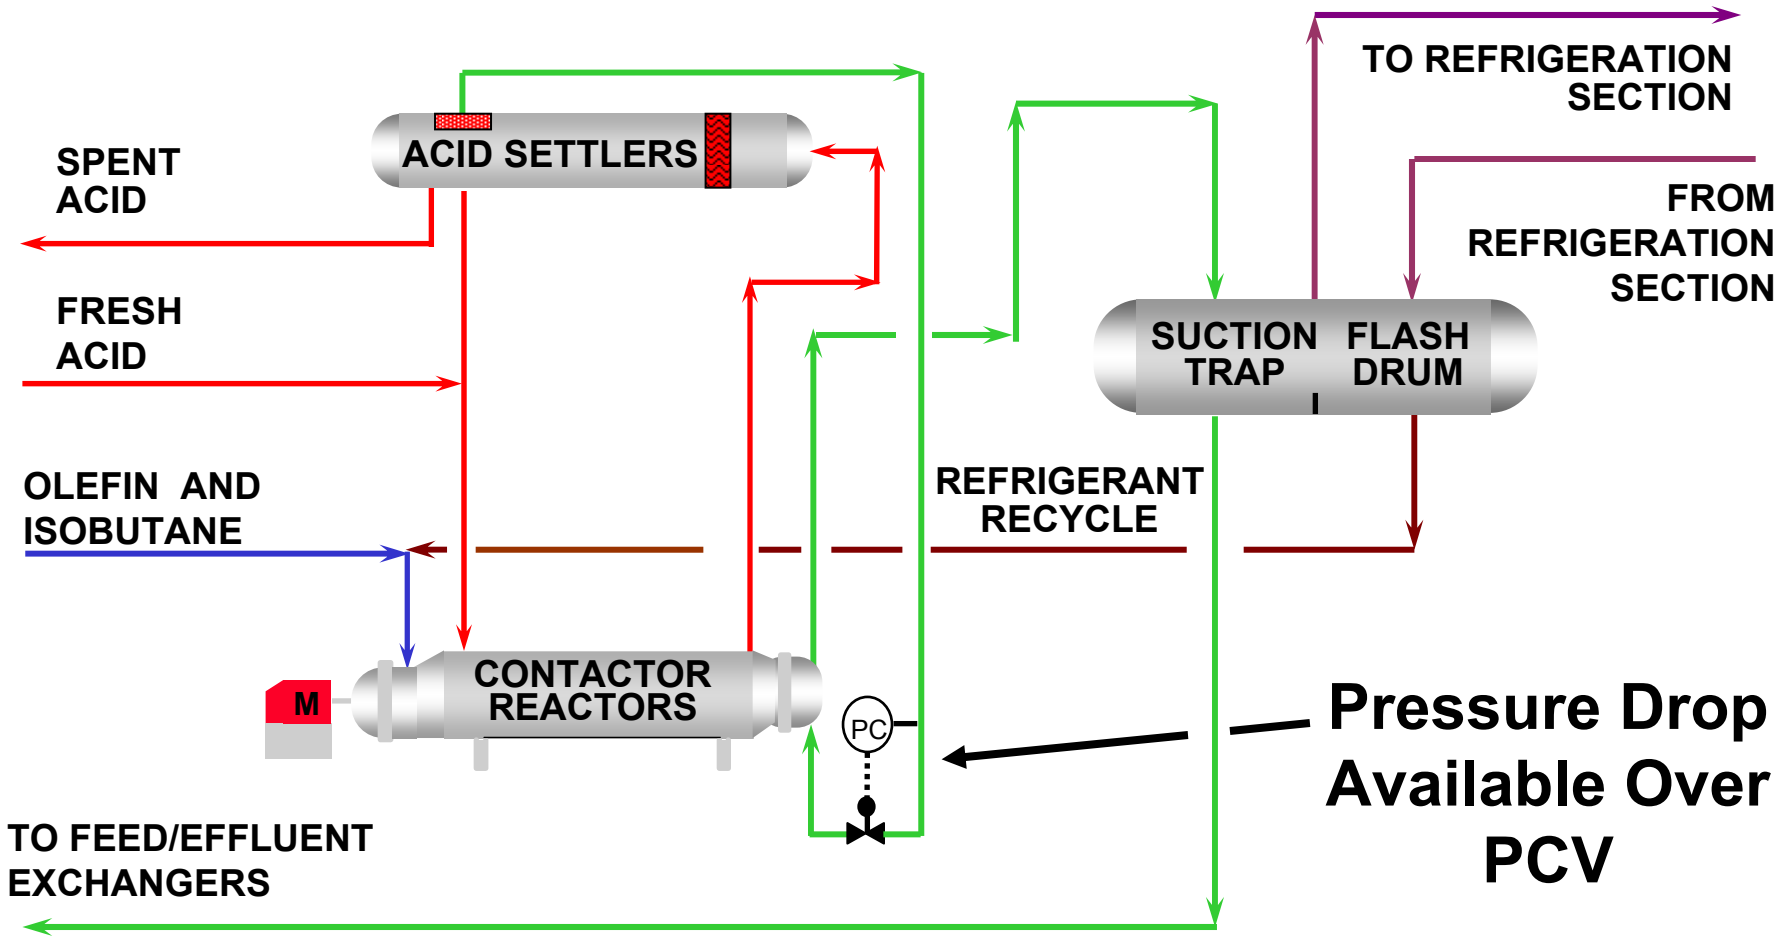 TO REFRIGERATION
SECTION
ACID SETTLERS
SPENT
ACID
FROM
REFRIGERATION
SECTION
FRESH
ACID
SUCTION
TRAP
FLASH
DRUM
OLEFIN AND
ISOBUTANE
REFRIGERANT
RECYCLE
CONTACTOR
REACTORS
M
PC
Pressure Drop
Available Over
PCV
TO FEED/EFFLUENT
EXCHANGERS